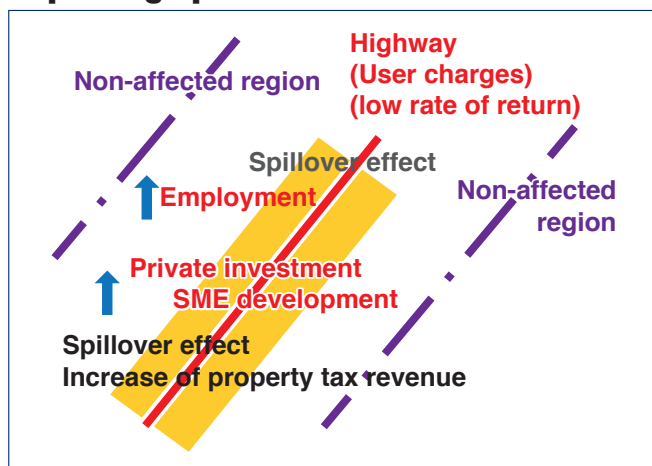 Highway
(User charges)
(low rate of return)
Non-affected region
Spillover effect
Non-affected
region
Employment
Private investment
SME development
Spillover effect
Increase of property tax revenue